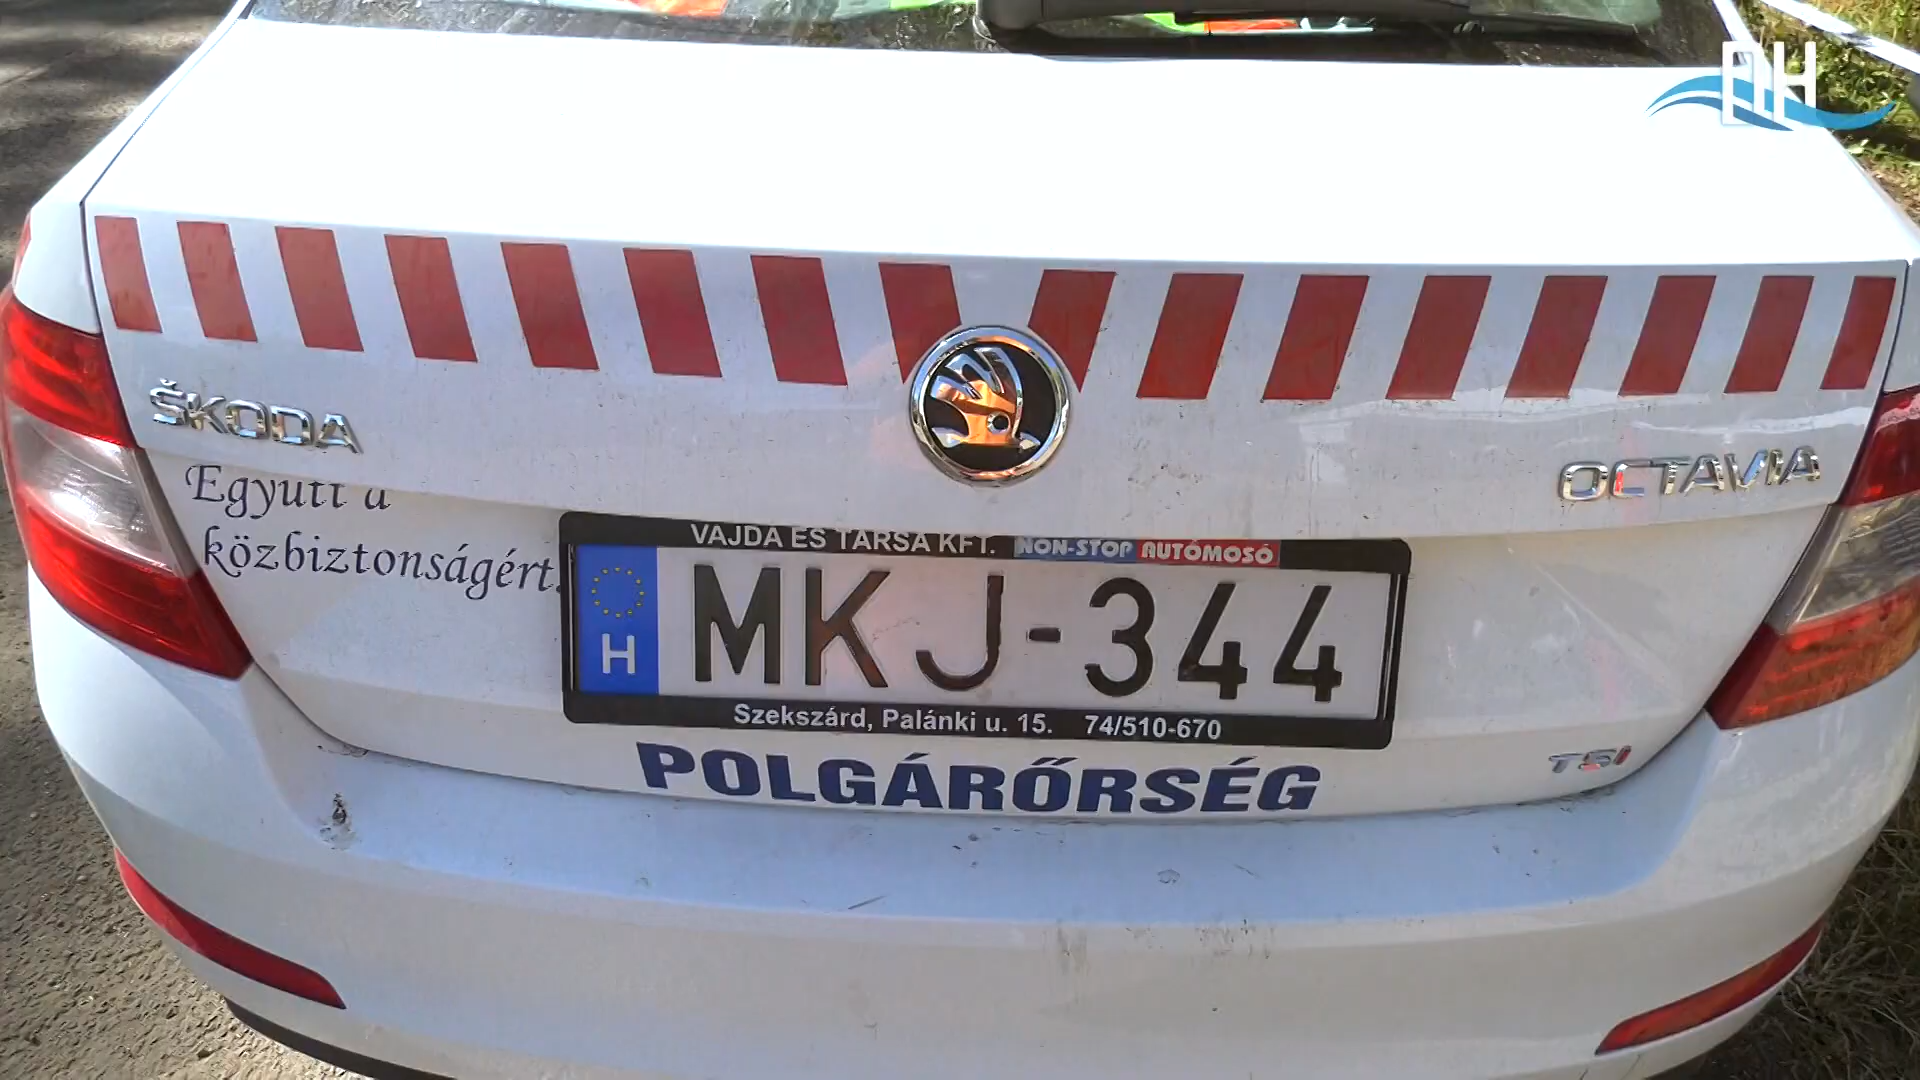 DH
ŠKODA
OCTAVIA
Együtt a
közbiztonságért.
VAJDA ÉS TÁRSA KFT. NON-STOP AUTÓMOSÓ
H
MKJ-344
Szekszárd, Palánki u. 15. 74/510-670
TSI
POLGÁRŐRSÉG